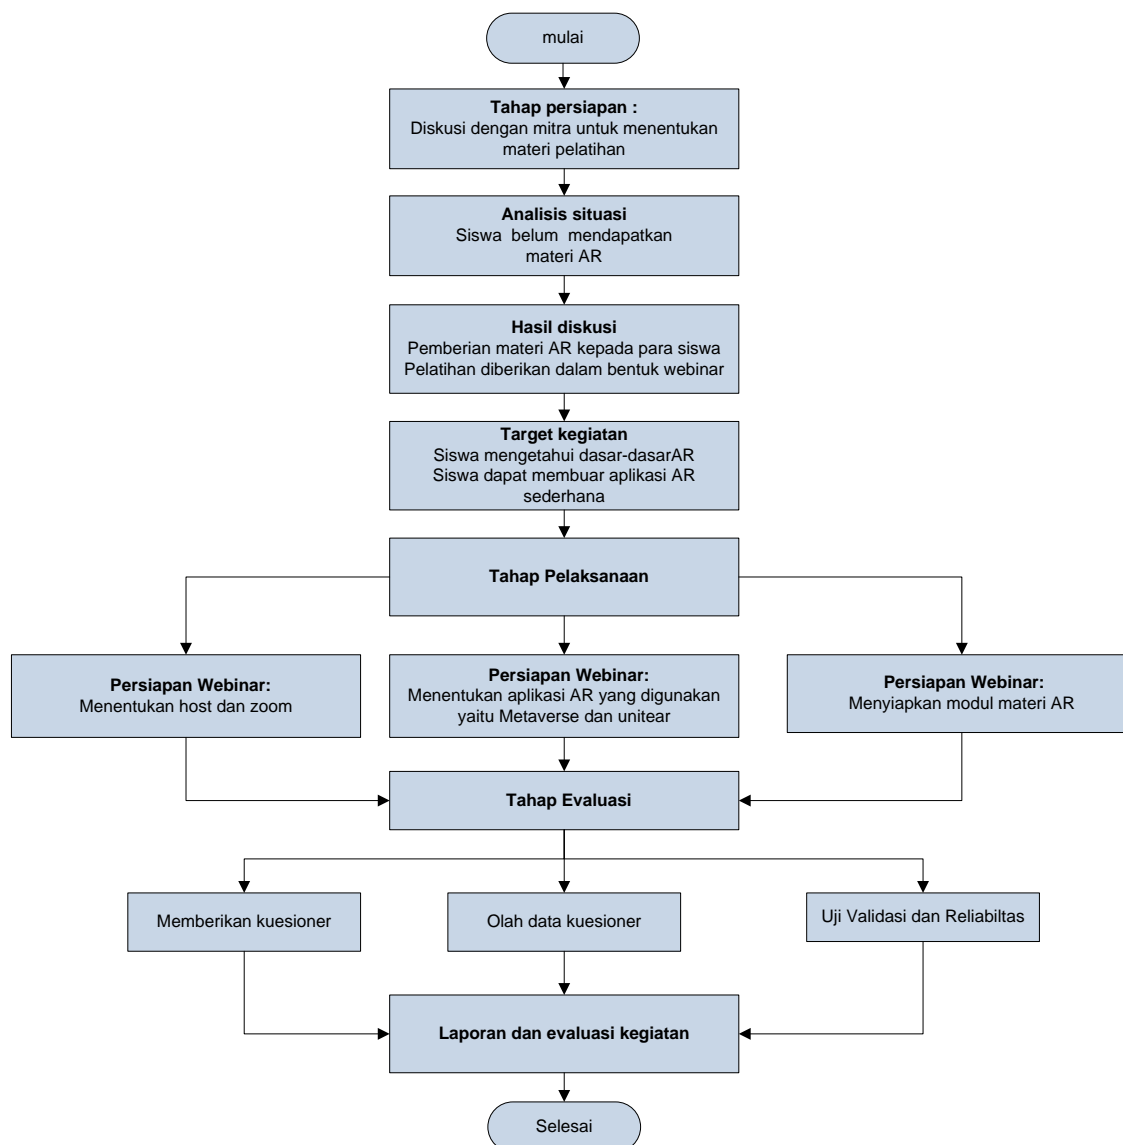 mulai
Tahap persiapan :
Diskusi dengan mitra untuk menentukan
materi pelatihan
Analisis situasi
Siswa belum mendapatkan
materi AR
Hasil diskusi
Pemberian materi AR kepada para siswa
Pelatihan diberikan dalam bentuk webinar
Target kegiatan
Siswa mengetahui dasar-dasarAR
Siswa dapat membuar aplikasi AR
sederhana
Tahap Pelaksanaan
Persiapan Webinar:
Menentukan host dan zoom
Persiapan Webinar:
Menentukan aplikasi AR yang digunakan
yaitu Metaverse dan unitear
Persiapan Webinar:
Menyiapkan modul materi AR
Tahap Evaluasi
Memberikan kuesioner
Olah data kuesioner
Uji Validasi dan Reliabiltas
Laporan dan evaluasi kegiatan
Selesai